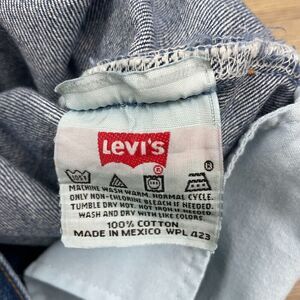 LEVI'S
®
105F
MACHINE WASH WARM. NORMAL CYCLE.
ONLY NON-CHLORINE BLEACH IF NEEDED.
TUMBLE DRY HOT. HOT IRON IF NEEDED.
WASH AND DRY WITH LIKE COLORS.
100% COTTON
MADE IN MEXICO WPL 423